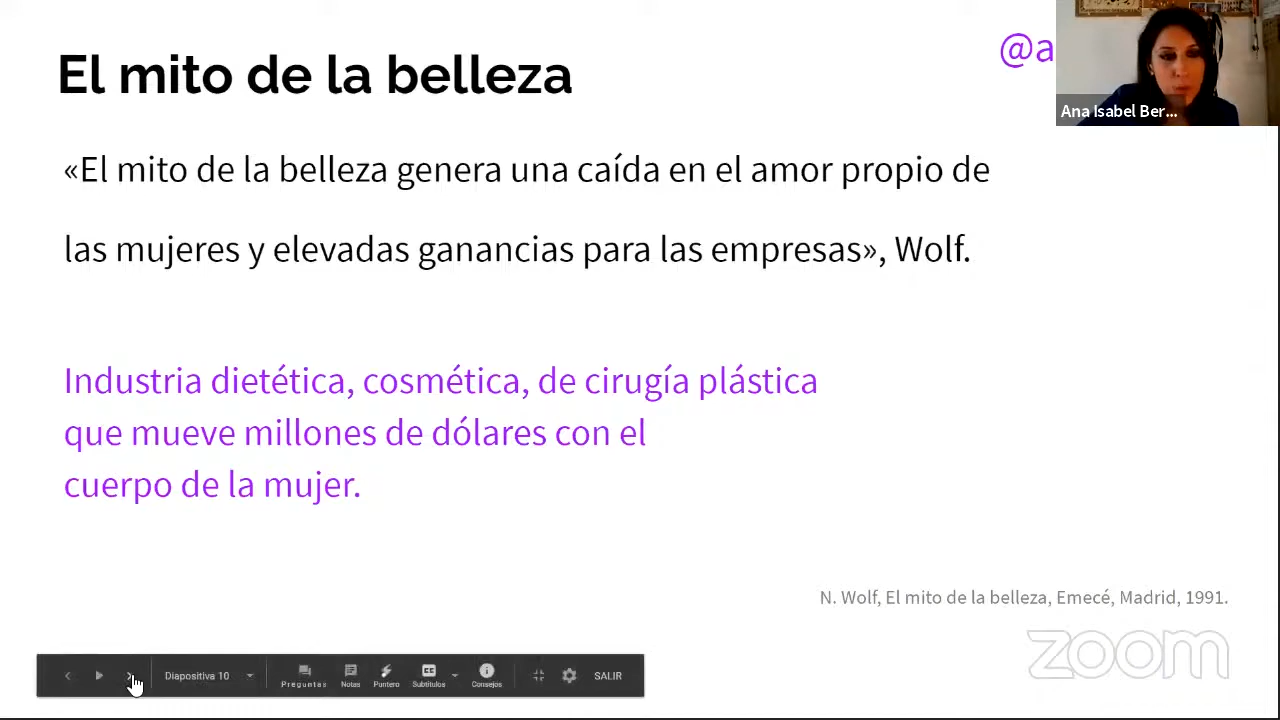 El mito de la belleza
@a
Ana Isabel Ber...
«El mito de la belleza genera una caída en el amor propio de
las mujeres y elevadas ganancias para las empresas», Wolf.
Industria dietética, cosmética, de cirugía plástica
que mueve millones de dólares con el
cuerpo de la mujer.
N. Wolf, El mito de la belleza, Emecé, Madrid, 1991.
zoom
Diapositiva 10
Preguntas
Notas
Puntero
Subtítulos
Consejos
SALIR